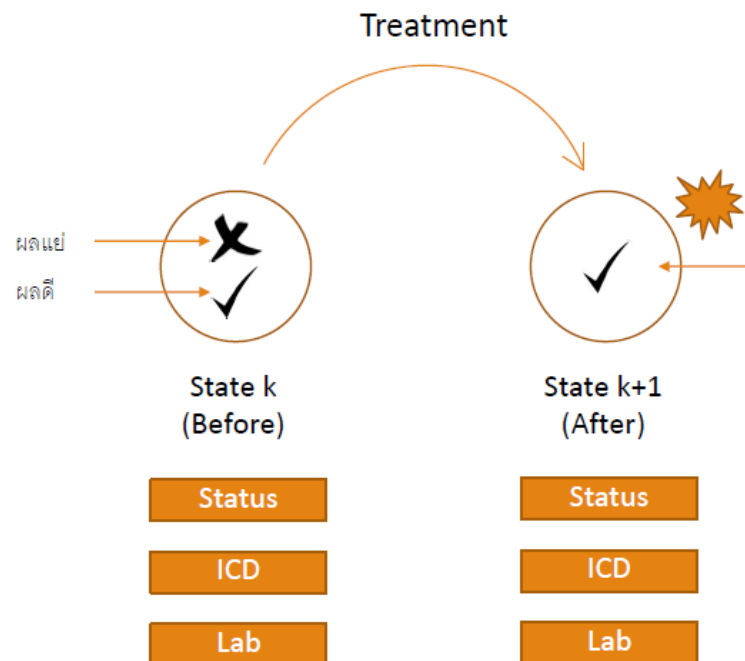 Treatment
ผลแย่
ผลดี
State k
(Before)
State k+1
(After)
Status
Status
ICD
ICD
Lab
Lab